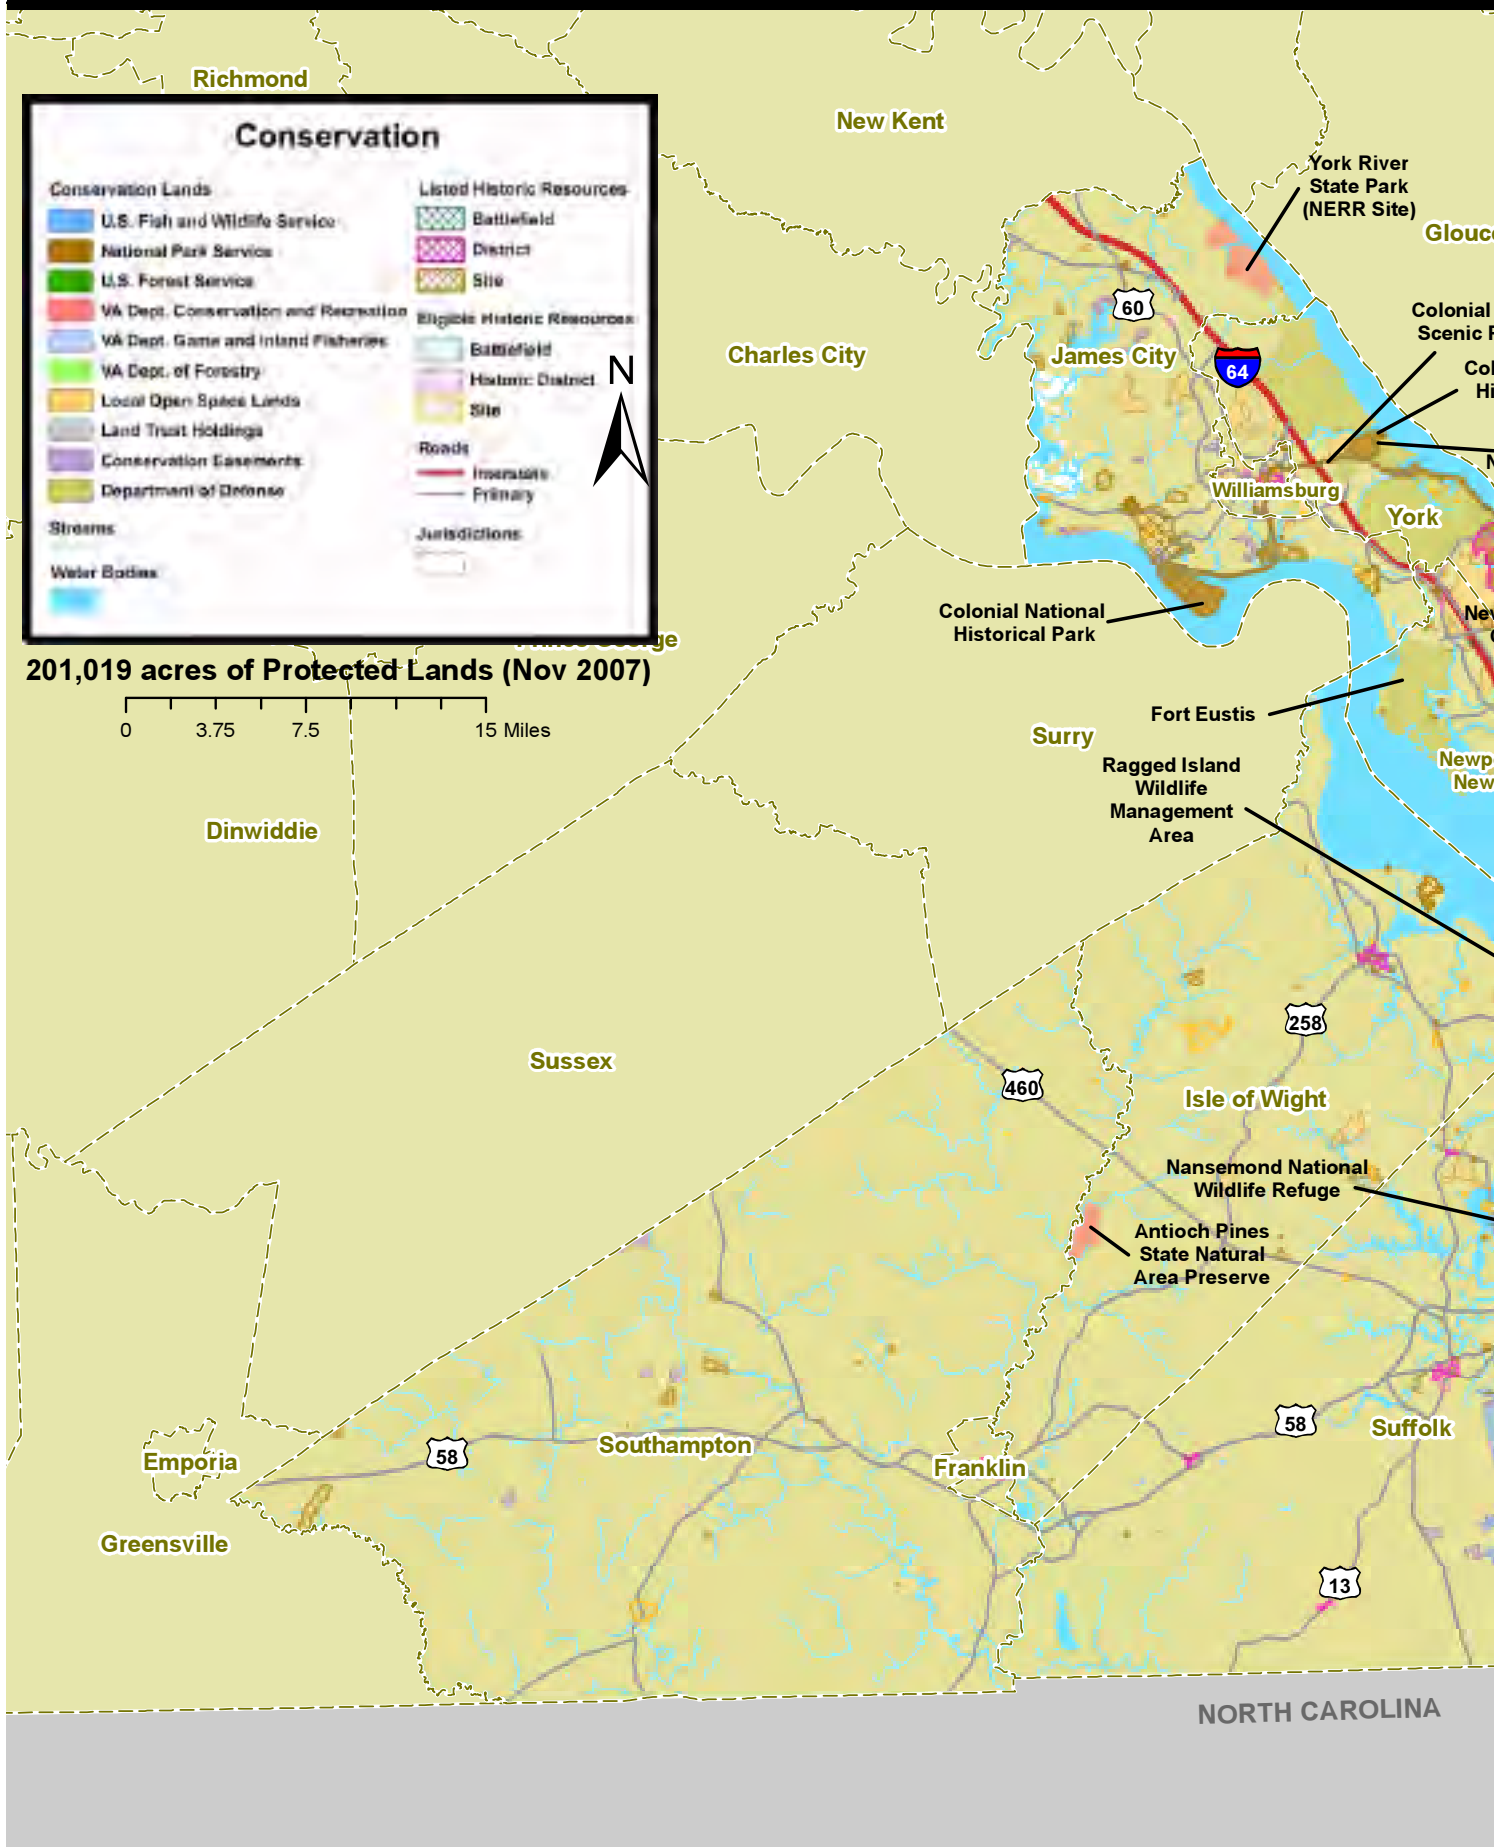 Richmond
New Kent
York River
State Park
(NERR Site)
Conservation
Conservation Lands
U.S. Fish and Wildlife Service
National Park Service
U.S. Forest Service
VA Dept. Conservation and Recreation
VA Dept. Game and Inland Fisheries
VA Dept. of Forestry
Local Open Space Lands
Land Trust Holdings
Conservation Easements
Department of Defense
Streams
Water Bodies
Listed Historic Resources
Battlefield
District
Site
Eligible Historic Resources
Battlefield
Historic District
Site
Roads
Interstate
Primary
Jurisdictions
N
201,019 acres of Protected Lands (Nov 2007)
0 3.75 7.5 15 Miles
Colonial
Scenic
60
Charles City
James City
64
Williamsburg
York
Colonial National
Historical Park
Fort Eustis
Surry
Ragged Island
Wildlife
Management
Area
Dinwiddie
258
Sussex
460
Isle of Wight
Nansemond National
Wildlife Refuge
Antioch Pines
State Natural
Area Preserve
58
Suffolk
Emporia
58
Southampton
Franklin
Greensville
13
NORTH CAROLINA